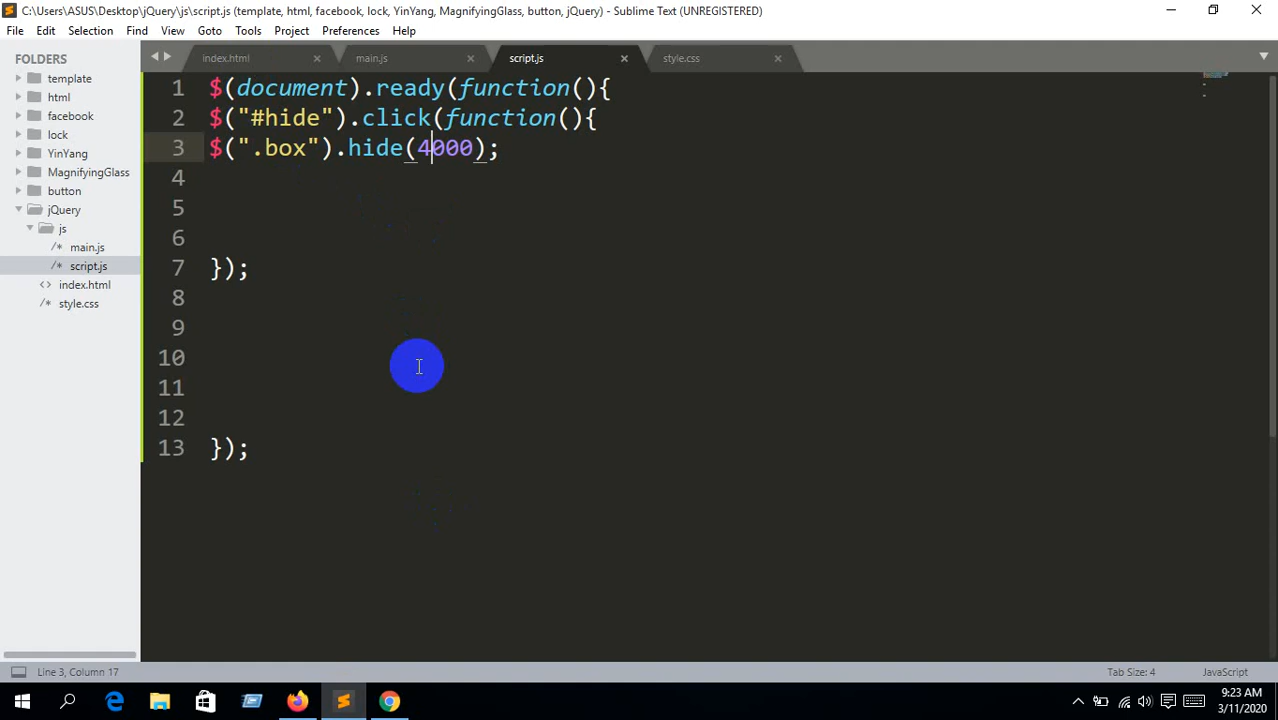 C:\Users\ASUS\Desktop\jQuery\js\script.js (template, html, facebook, lock, YinYang, MagnifyingGlass, button, jQuery) - Sublime Text (UNREGISTERED)
File Edit Selection Find View Goto Tools Project Preferences Help
FOLDERS
template
html
facebook
lock
YinYang
MagnifyingGlass
button
jQuery
js
/* main.js
/* script.js
<> index.html
/* style.css
index.html × main.js × script.js × style.css ×
1 $(document).ready(function(){
2 $("#hide").click(function(){
3 $(".box").hide(4000);
4
5
6
7 });
8
9
10
11
12
13 });
Line 3, Column 17 Tab Size: 4 JavaScript
9:23 AM
3/11/2020